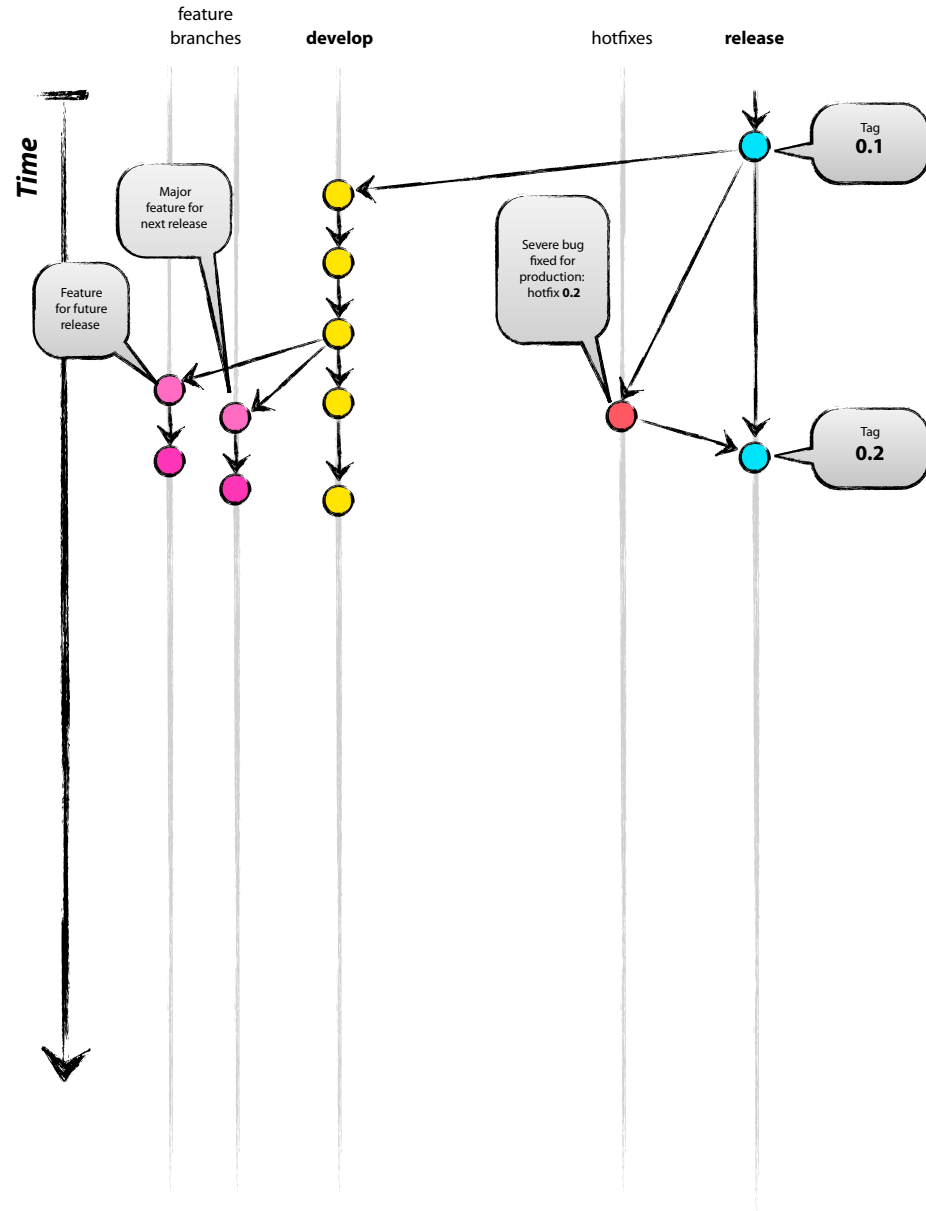 feature
branches
develop
hotfixes
release
Time
Tag
0.1
Major
feature for
next release
Severe bug
fixed for
production:
hotfix 0.2
Feature
for future
release
Tag
0.2